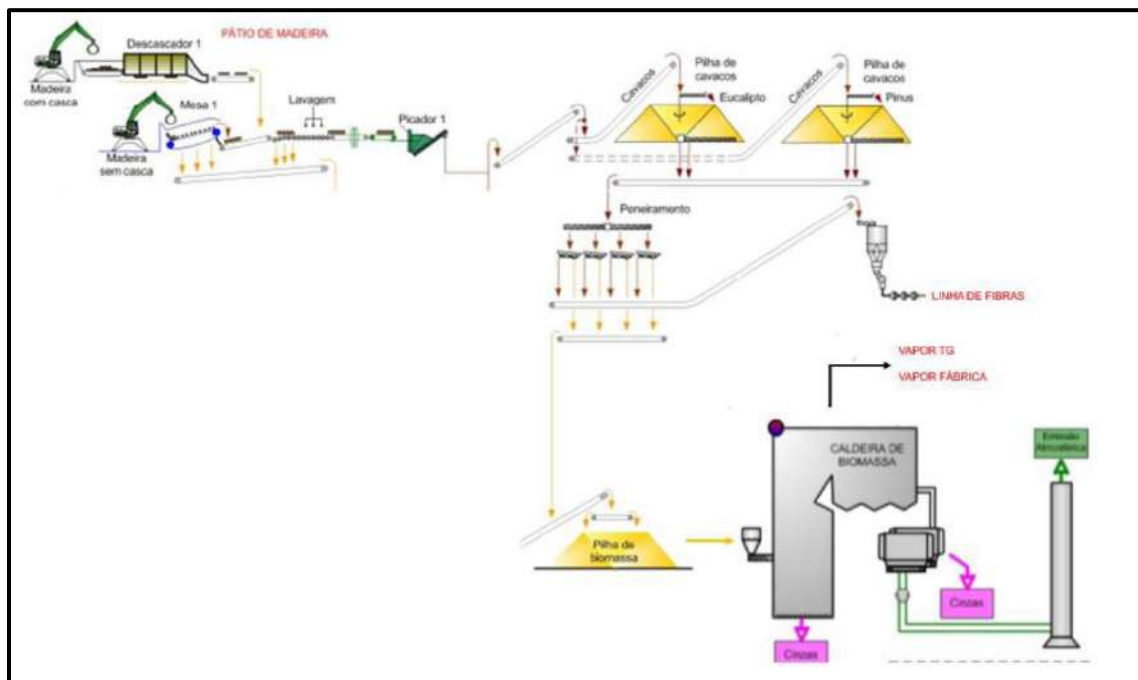 PÁTIO DE MADEIRA
Descascador 1
Madeira
com casca
Mesa 1
Lavagem
Picador 1
Madeira
sem casca
Cavacos
Pilha de
cavacos
Eucalipto
Cavacos
Pilha de
cavacos
Pinus
Peneiramento
LINHA DE FIBRAS
VAPOR TG
VAPOR FÁBRICA
CALDEIRA DE
BIOMASSA
Emissão
Atmosférica
Pilha de
biomassa
Cinzas
Cinzas